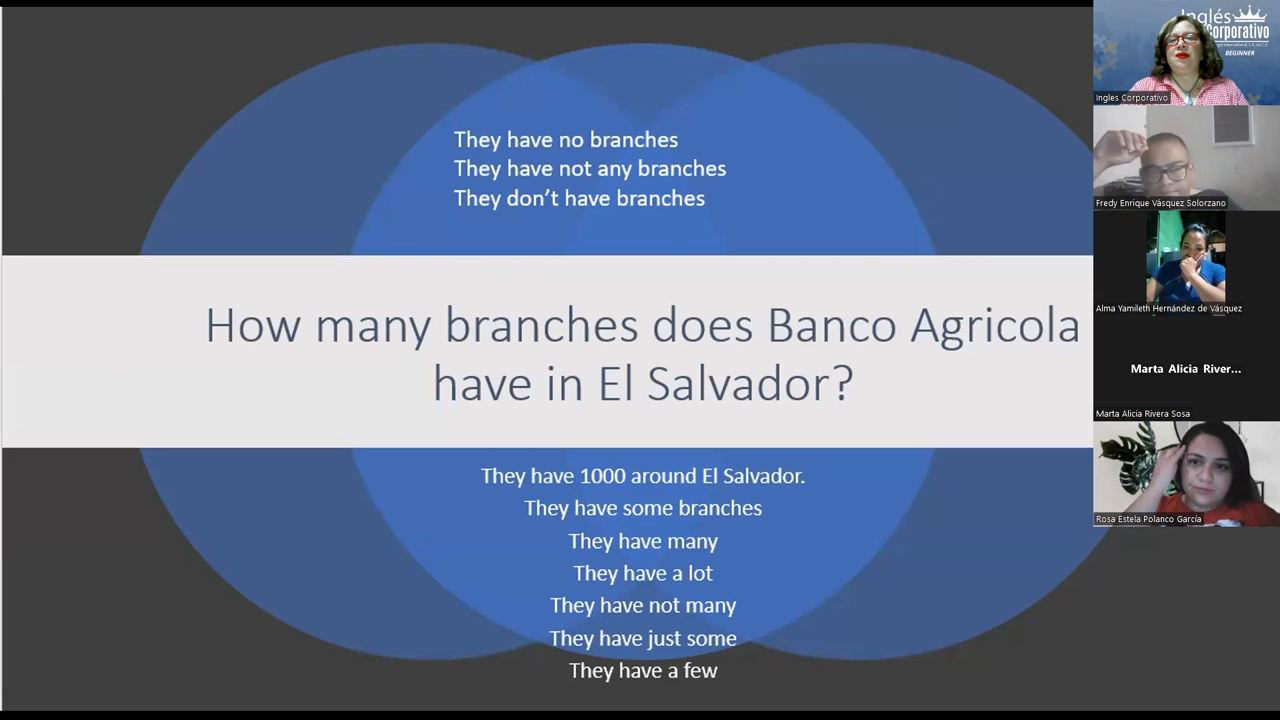 They have no branches
They have not any branches
They don't have branches
How many branches does Banco Agricola
have in El Salvador?
They have 1000 around El Salvador.
They have some branches
They have many
They have a lot
They have not many
They have just some
They have a few
Inglés
Corporativo
BEGINNER
Ingles Corporativo
Fredy Enrique Vásquez Solorzano
Alma Yamileth Hernández de Vásquez
Marta Alicia River...
Marta Alicia Rivera Sosa
Rosa Estela Polanco García